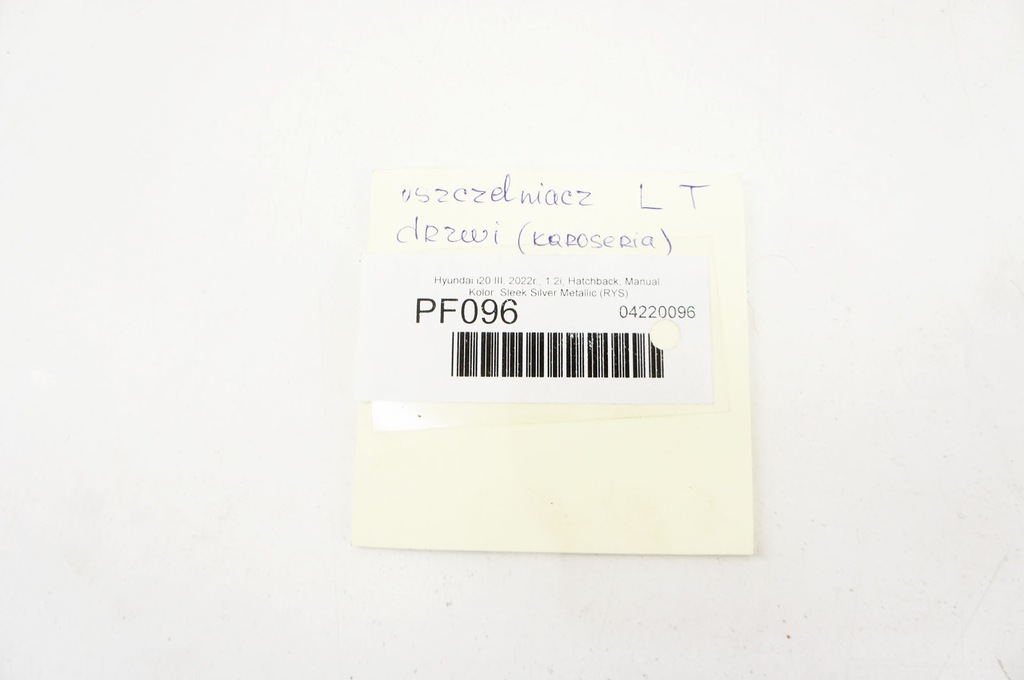 uszczelniacz L T
drzwi (karoseria)
Hyundai i20 III, 2022r., 1.2i, Hatchback, Manual.
Kolor: Sleek Silver Metallic (RYS)
PF096
04220096